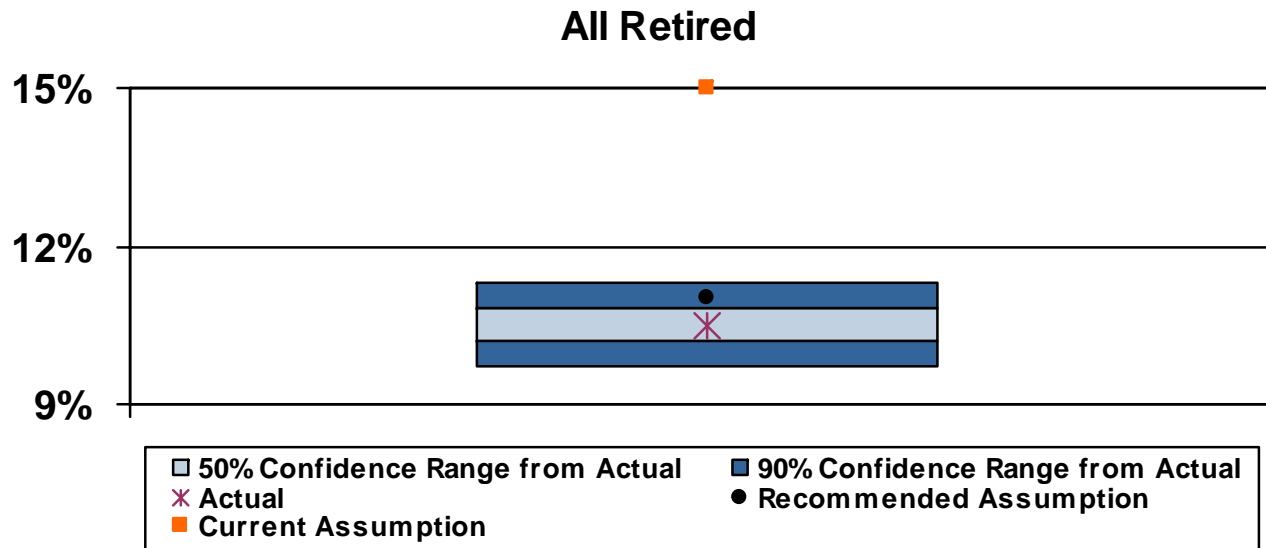 All Retired
15%
12%
9%
50% Confidence Range from Actual
90% Confidence Range from Actual
Actual
Recommended Assumption
Current Assumption